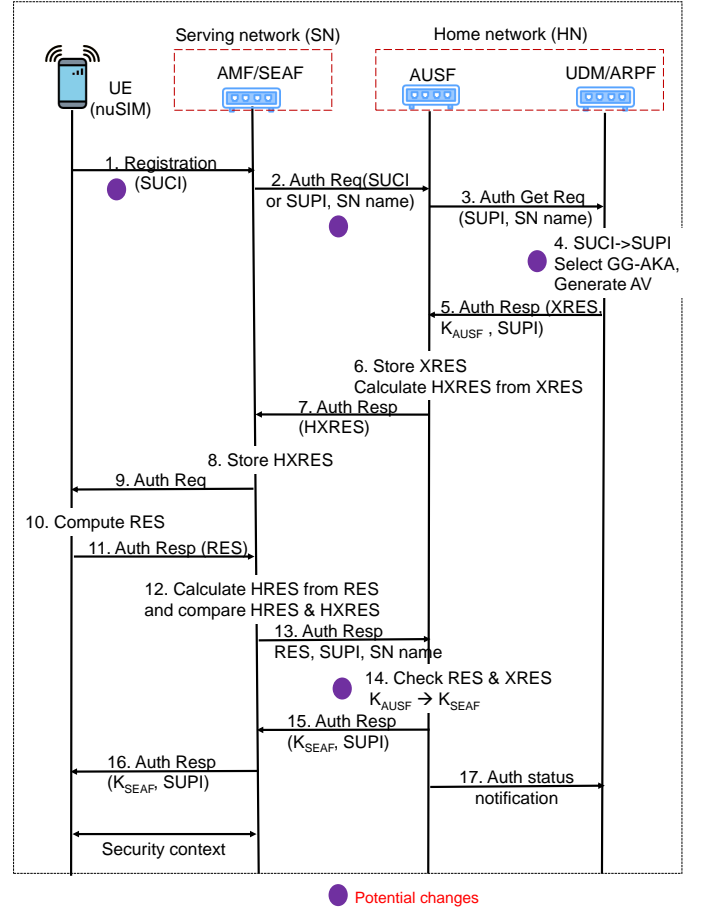 Serving network (SN)
Home network (HN)
UE
(nuSIM)
AMF/SEAF
AUSF
UDM/ARPF
1. Registration
(SUCI)
2. Auth Req(SUCI
or SUPI, SN name)
3. Auth Get Req
(SUPI, SN name)
4. SUCI->SUPI
Select GG-AKA,
Generate AV
5. Auth Resp (XRES,
K_AUSF , SUPI)
6. Store XRES
Calculate HXRES from XRES
7. Auth Resp
(HXRES)
8. Store HXRES
9. Auth Req
10. Compute RES
11. Auth Resp (RES)
12. Calculate HRES from RES
and compare HRES & HXRES
13. Auth Resp
RES, SUPI, SN name
14. Check RES & XRES
K_AUSF → K_SEAF
15. Auth Resp
(K_SEAF, SUPI)
16. Auth Resp
(K_SEAF, SUPI)
17. Auth status
notification
Security context
Potential changes